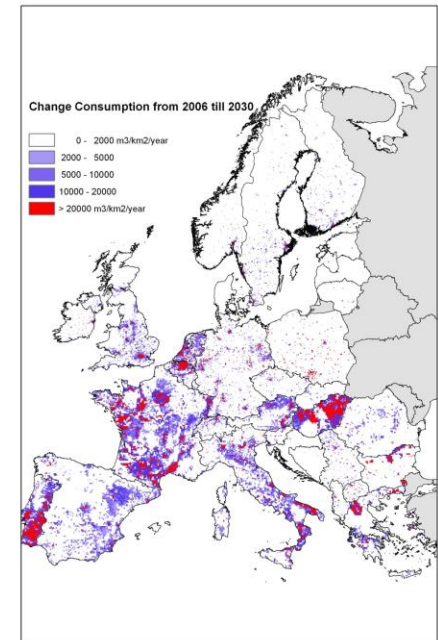 Change Consumption from 2006 till 2030
0 - 2000 m3/km2/year
2000 - 5000
5000 - 10000
10000 - 20000
> 20000 m3/km2/year